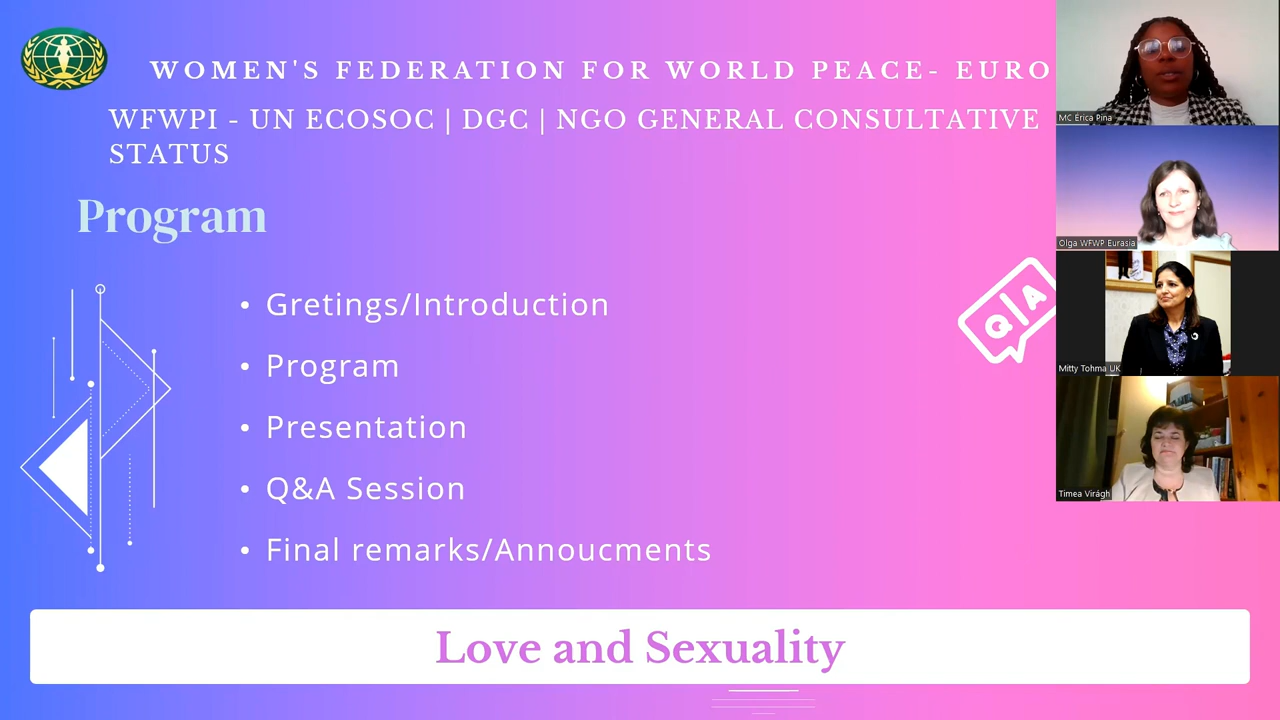 WOMEN'S FEDERATION FOR WORLD PEACE- EURO
WFWPI - UN ECOSOC | DGC | NGO GENERAL CONSULTATIVE
STATUS
Program
• Gretings/Introduction
• Program
• Presentation
• Q&A Session
• Final remarks/Annoucments
Q|A
Love and Sexuality
MC Erica Pina
Olga WFWP Eurasia
Mitty Tohma UK
Timea Virágh